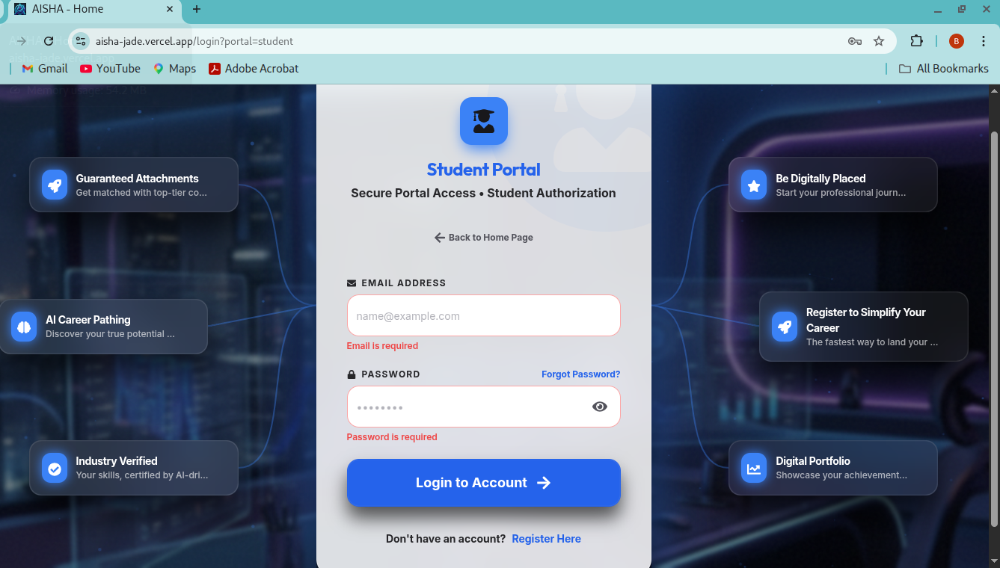 AISHA - Home
aisha-jade.vercel.app/login?portal=student
B
Gmail
YouTube
Maps
Adobe Acrobat
All Bookmarks
aisha-jade.vercel.app
Memory usage: 54.2 MB
Student Portal
Secure Portal Access • Student Authorization
Back to Home Page
Guaranteed Attachments
Get matched with top-tier co...
AI Career Pathing
Discover your true potential ...
Industry Verified
Your skills, certified by AI-dri...
EMAIL ADDRESS
name@example.com
Email is required
PASSWORD
Forgot Password?
••••••••
Password is required
Login to Account
Don't have an account? Register Here
Be Digitally Placed
Start your professional journ...
Register to Simplify Your
Career
The fastest way to land your ...
Digital Portfolio
Showcase your achievement...